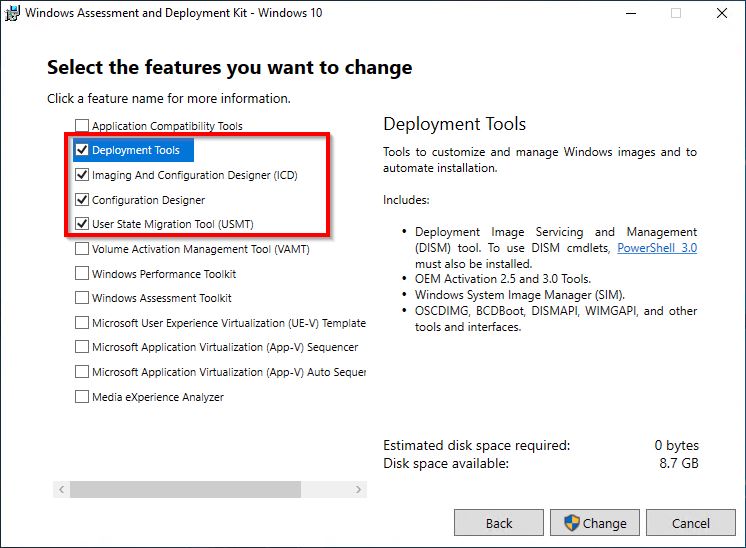 Windows Assessment and Deployment Kit - Windows 10
Select the features you want to change
Click a feature name for more information.
Application Compatibility Tools
Deployment Tools
Imaging And Configuration Designer (ICD)
Configuration Designer
User State Migration Tool (USMT)
Volume Activation Management Tool (VAMT)
Windows Performance Toolkit
Windows Assessment Toolkit
Microsoft User Experience Virtualization (UE-V) Template
Microsoft Application Virtualization (App-V) Sequencer
Microsoft Application Virtualization (App-V) Auto Sequer
Media eXperience Analyzer
Deployment Tools
Tools to customize and manage Windows images and to
automate installation.
Includes:
• Deployment Image Servicing and Management
(DISM) tool. To use DISM cmdlets, PowerShell 3.0
must also be installed.
• OEM Activation 2.5 and 3.0 Tools.
• Windows System Image Manager (SIM).
• OSCDIMG, BCDBoot, DISMAPI, WIMGAPI, and other
tools and interfaces.
Estimated disk space required: 0 bytes
Disk space available: 8.7 GB
Back
Change
Cancel